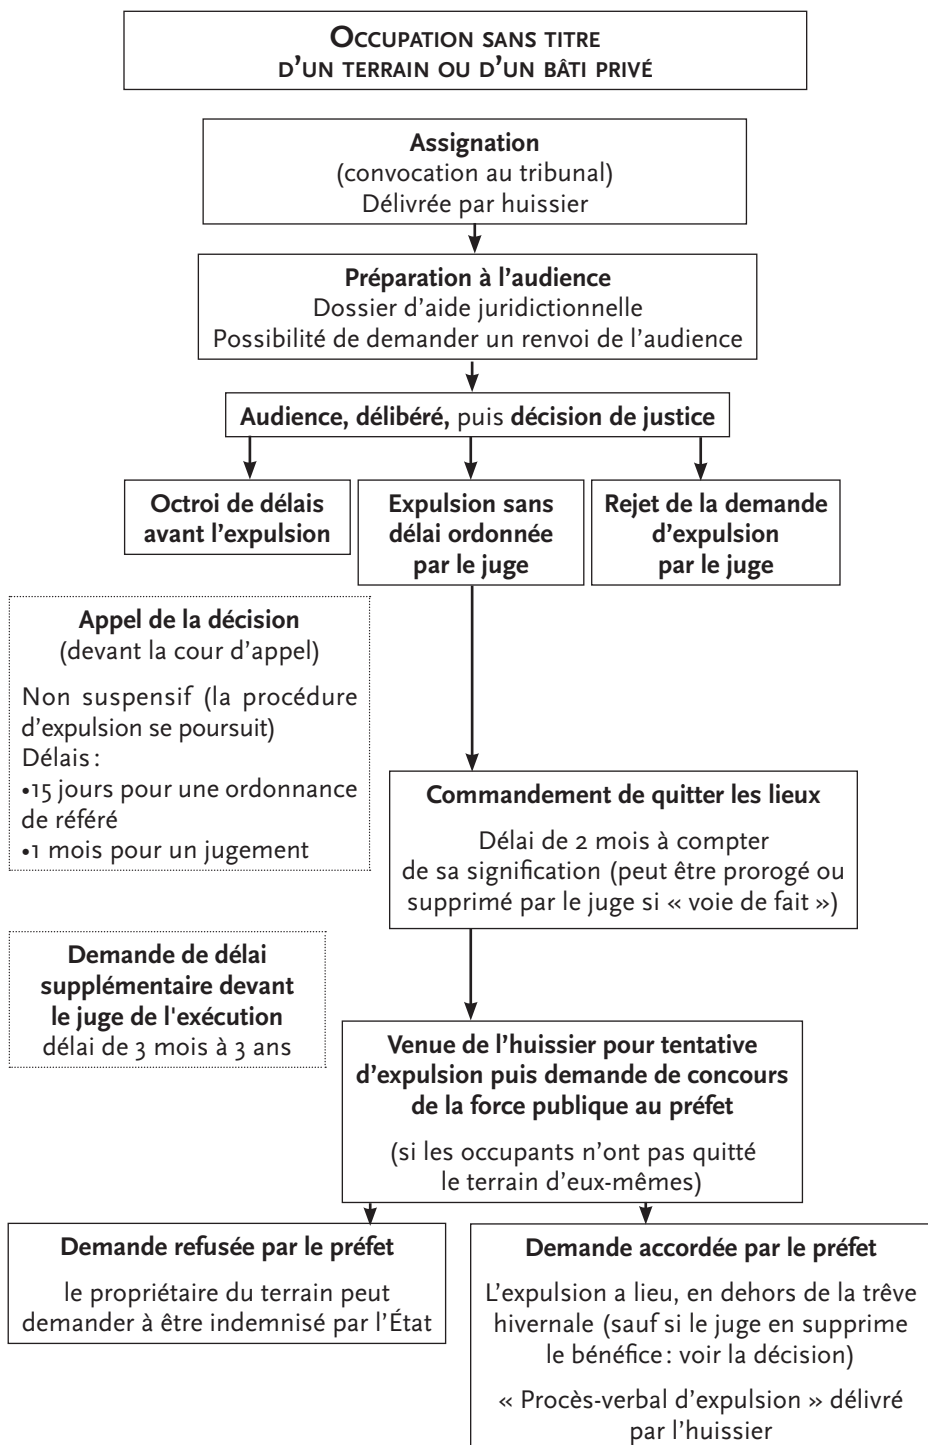 OCCUPATION SANS TITRE
D'UN TERRAIN OU D'UN BÂTI PRIVÉ
Assignation
(convocation au tribunal)
Délivrée par huissier
Préparation à l'audience
Dossier d'aide juridictionnelle
Possibilité de demander un renvoi de l'audience
Audience, délibéré, puis décision de justice
Octroi de délais
avant l'expulsion
Expulsion sans
délai ordonnée
par le juge
Rejet de la demande
d'expulsion
par le juge
Appel de la décision
(devant la cour d'appel)
Non suspensif (la procédure
d'expulsion se poursuit)
Délais :
•15 jours pour une ordonnance
de référé
•1 mois pour un jugement
Commandement de quitter les lieux
Délai de 2 mois à compter
de sa signification (peut être prorogé ou
supprimé par le juge si « voie de fait »)
Demande de délai
supplémentaire devant
le juge de l'exécution
délai de 3 mois à 3 ans
Venue de l'huissier pour tentative
d'expulsion puis demande de concours
de la force publique au préfet
(si les occupants n'ont pas quitté
le terrain d'eux-mêmes)
Demande refusée par le préfet
le propriétaire du terrain peut
demander à être indemnisé par l'État
Demande accordée par le préfet
L'expulsion a lieu, en dehors de la trêve
hivernale (sauf si le juge en supprime
le bénéfice : voir la décision)
« Procès-verbal d'expulsion » délivré
par l'huissier